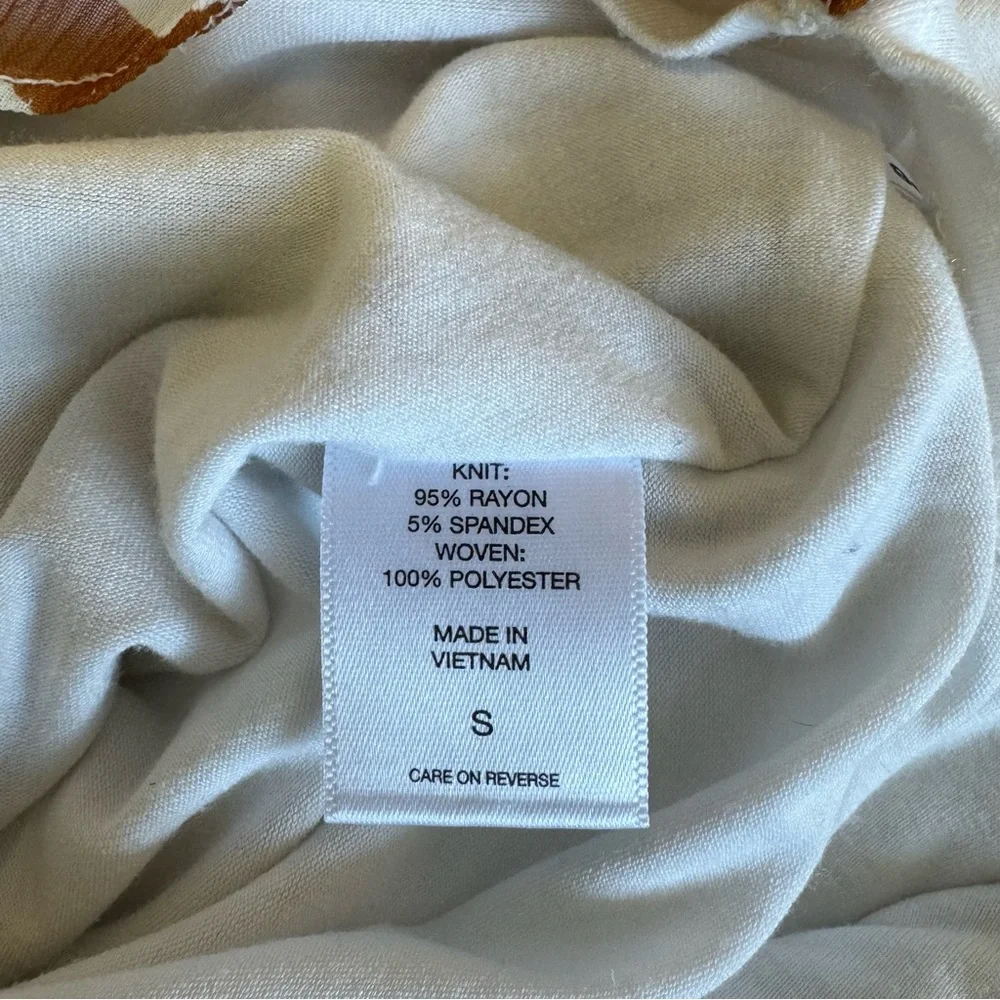 KNIT:
95% RAYON
5% SPANDEX
WOVEN:
100% POLYESTER
MADE IN
VIETNAM
S
CARE ON REVERSE